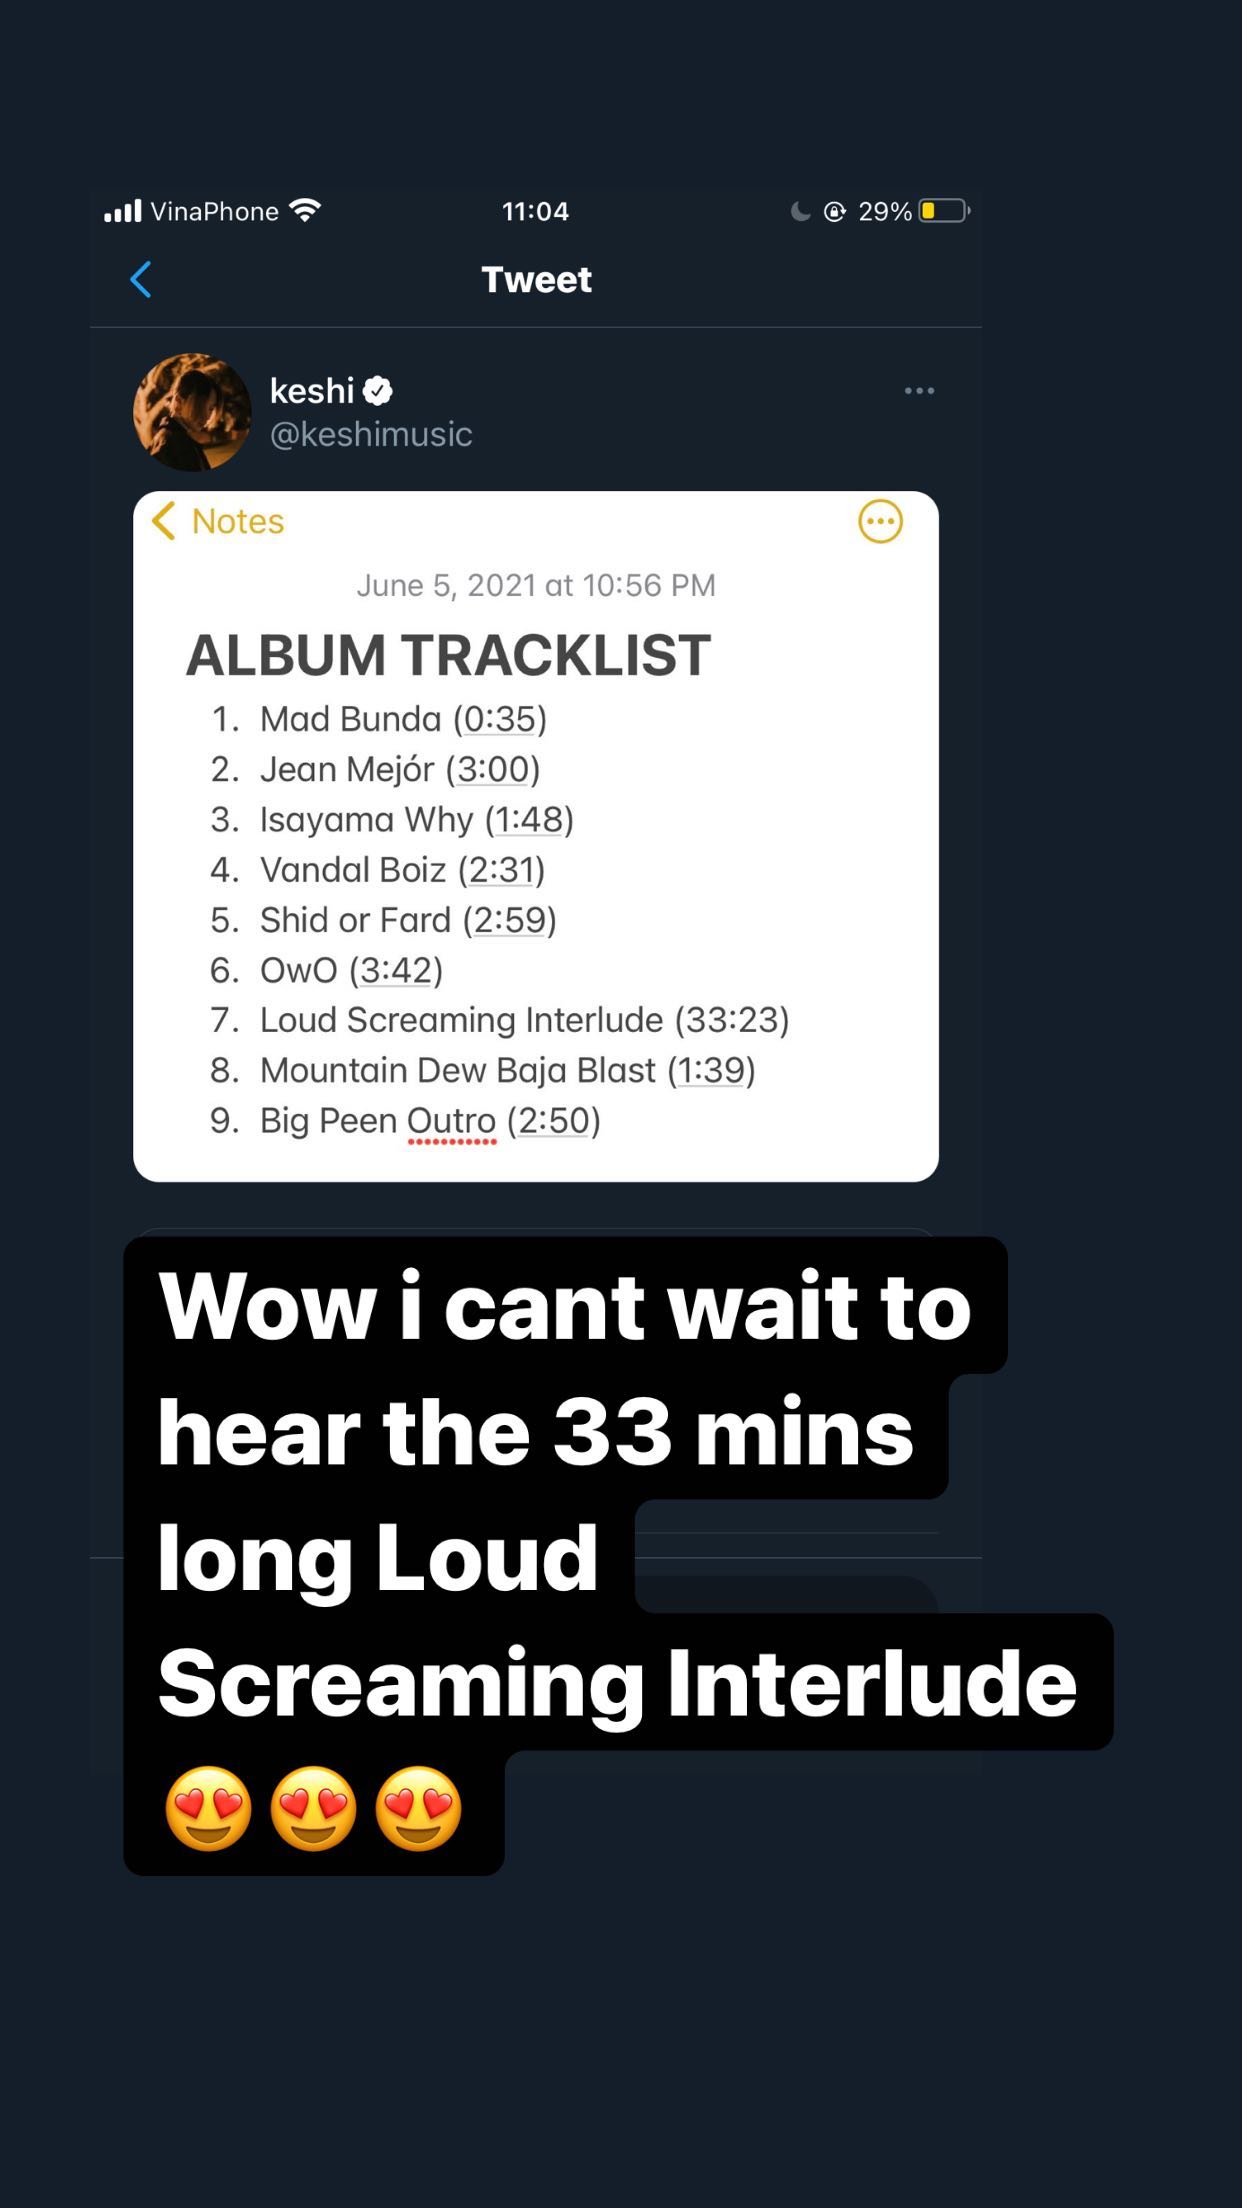 VinaPhone 11:04 29%
Tweet
keshi
@keshimusic
Notes
June 5, 2021 at 10:56 PM
ALBUM TRACKLIST
1. Mad Bunda (0:35)
2. Jean Mejór (3:00)
3. Isayama Why (1:48)
4. Vandal Boiz (2:31)
5. Shid or Fard (2:59)
6. OwO (3:42)
7. Loud Screaming Interlude (33:23)
8. Mountain Dew Baja Blast (1:39)
9. Big Peen Outro (2:50)
Wow i cant wait to
hear the 33 mins
long Loud
Screaming Interlude
😍😍😍